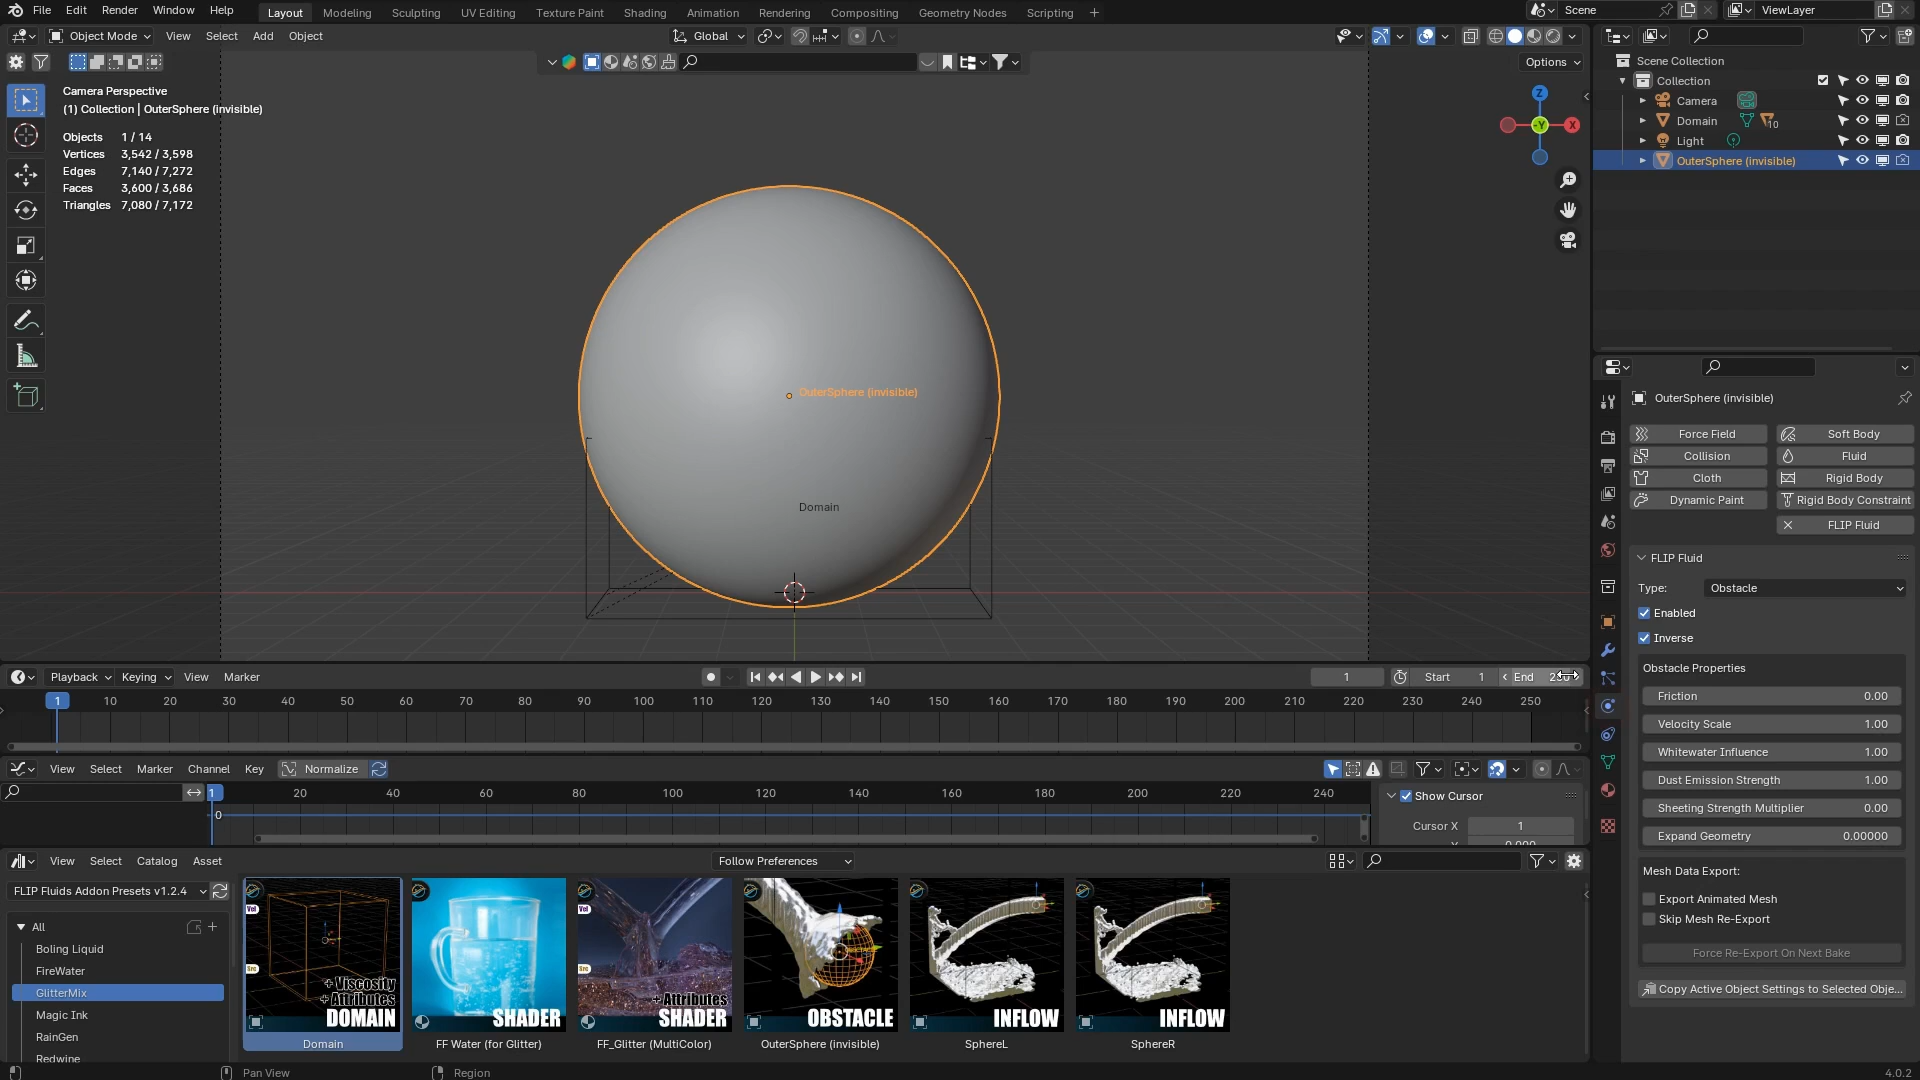 File Edit Render Window Help Layout Modeling Sculpting UV Editing Texture Paint Shading Animation Rendering Compositing Geometry Nodes Scripting + Scene ViewLayer
Object Mode View Select Add Object Global
Options
Camera Perspective
(1) Collection | OuterSphere (invisible)
Objects 1 / 14
Vertices 3,542 / 3,598
Edges 7,140 / 7,272
Faces 3,600 / 3,686
Triangles 7,080 / 7,172
Z
-Y
X
OuterSphere (invisible)
Domain
Scene Collection
Collection
Camera
Domain 10
Light
OuterSphere (invisible)
OuterSphere (invisible)
Force Field Soft Body
Collision Fluid
Cloth Rigid Body
Dynamic Paint Rigid Body Constraint
FLIP Fluid
FLIP Fluid
Type: Obstacle
Enabled
Inverse
Obstacle Properties
Friction 0.00
Velocity Scale 1.00
Whitewater Influence 1.00
Dust Emission Strength 1.00
Sheeting Strength Multiplier 0.00
Expand Geometry 0.00000
Mesh Data Export:
Export Animated Mesh
Skip Mesh Re-Export
Force Re-Export On Next Bake
Copy Active Object Settings to Selected Obje...
Playback Keying View Marker 1 Start 1 End
1 10 20 30 40 50 60 70 80 90 100 110 120 130 140 150 160 170 180 190 200 210 220 230 240 250
View Select Marker Channel Key Normalize
1 20 40 60 80 100 120 140 160 180 200 220 240
0
Show Cursor
Cursor X 1
View Select Catalog Asset Follow Preferences
FLIP Fluids Addon Presets v1.2.4
All
Boling Liquid
FireWater
GlitterMix
Magic Ink
RainGen
Redwine
Vel
Src
+ Viscosity
+ Attributes
DOMAIN
Domain
SHADER
FF Water (for Glitter)
Vel
Src
+ Attributes
SHADER
FF_Glitter (MultiColor)
OBSTACLE
OuterSphere (invisible)
INFLOW
SphereL
INFLOW
SphereR
Pan View Region 4.0.2